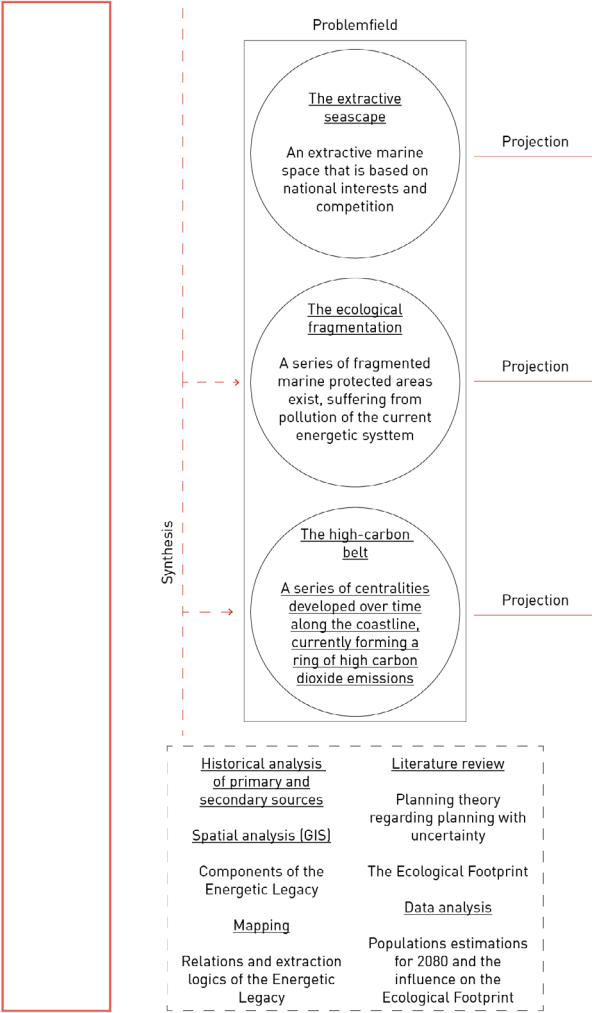 Problemfield
The extractive
seascape
An extractive marine
space that is based on
national interests and
competition
Projection
The ecological
fragmentation
A series of fragmented
marine protected areas
exist, suffering from
pollution of the current
energetic systtem
Projection
The high-carbon
belt
A series of centralities
developed over time
along the coastline,
currently forming a
ring of high carbon
dioxide emissions
Projection
Synthesis
Historical analysis
of primary and
secondary sources
Spatial analysis (GIS)
Components of the
Energetic Legacy
Mapping
Relations and extraction
logics of the Energetic
Legacy
Literature review
Planning theory
regarding planning with
uncertainty
The Ecological Footprint
Data analysis
Populations estimations
for 2080 and the
influence on the
Ecological Footprint